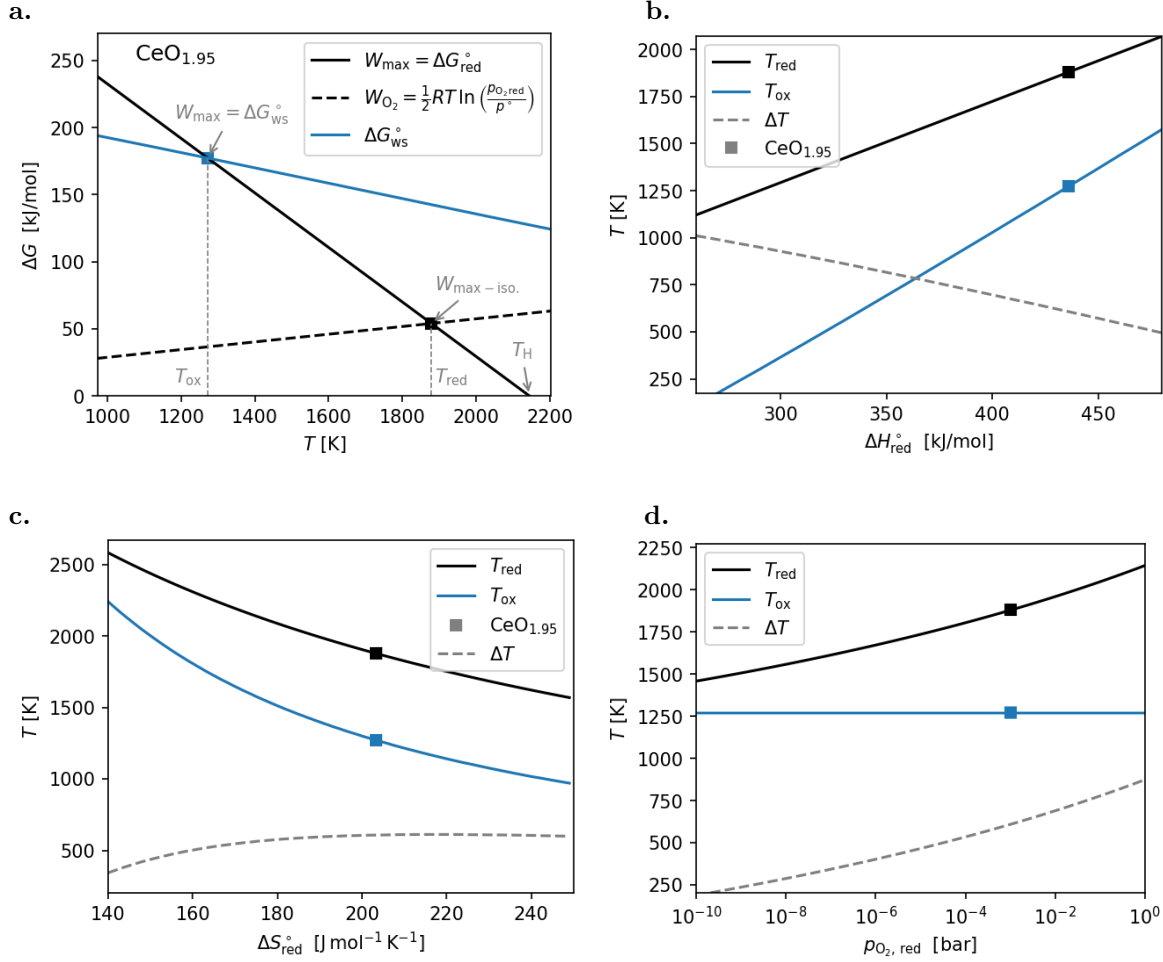 a.
CeO1.95
Wmax = ΔG°red
WO2 = 1/2 RT ln (pO2 red / p°)
ΔG°ws
Wmax = ΔG°ws
Wmax−iso.
TH
Tox
Tred
250
200
150
100
50
0
ΔG [kJ/mol]
1000 1200 1400 1600 1800 2000 2200
T [K]
b.
Tred
Tox
ΔT
CeO1.95
2000
1750
1500
1250
1000
750
500
250
T [K]
300 350 400 450
ΔH°red [kJ/mol]
c.
Tred
Tox
CeO1.95
ΔT
2500
2000
1500
1000
500
T [K]
140 160 180 200 220 240
ΔS°red [J mol−1 K−1]
d.
Tred
Tox
ΔT
2250
2000
1750
1500
1250
1000
750
500
250
T [K]
10−10 10−8 10−6 10−4 10−2 100
pO2, red [bar]